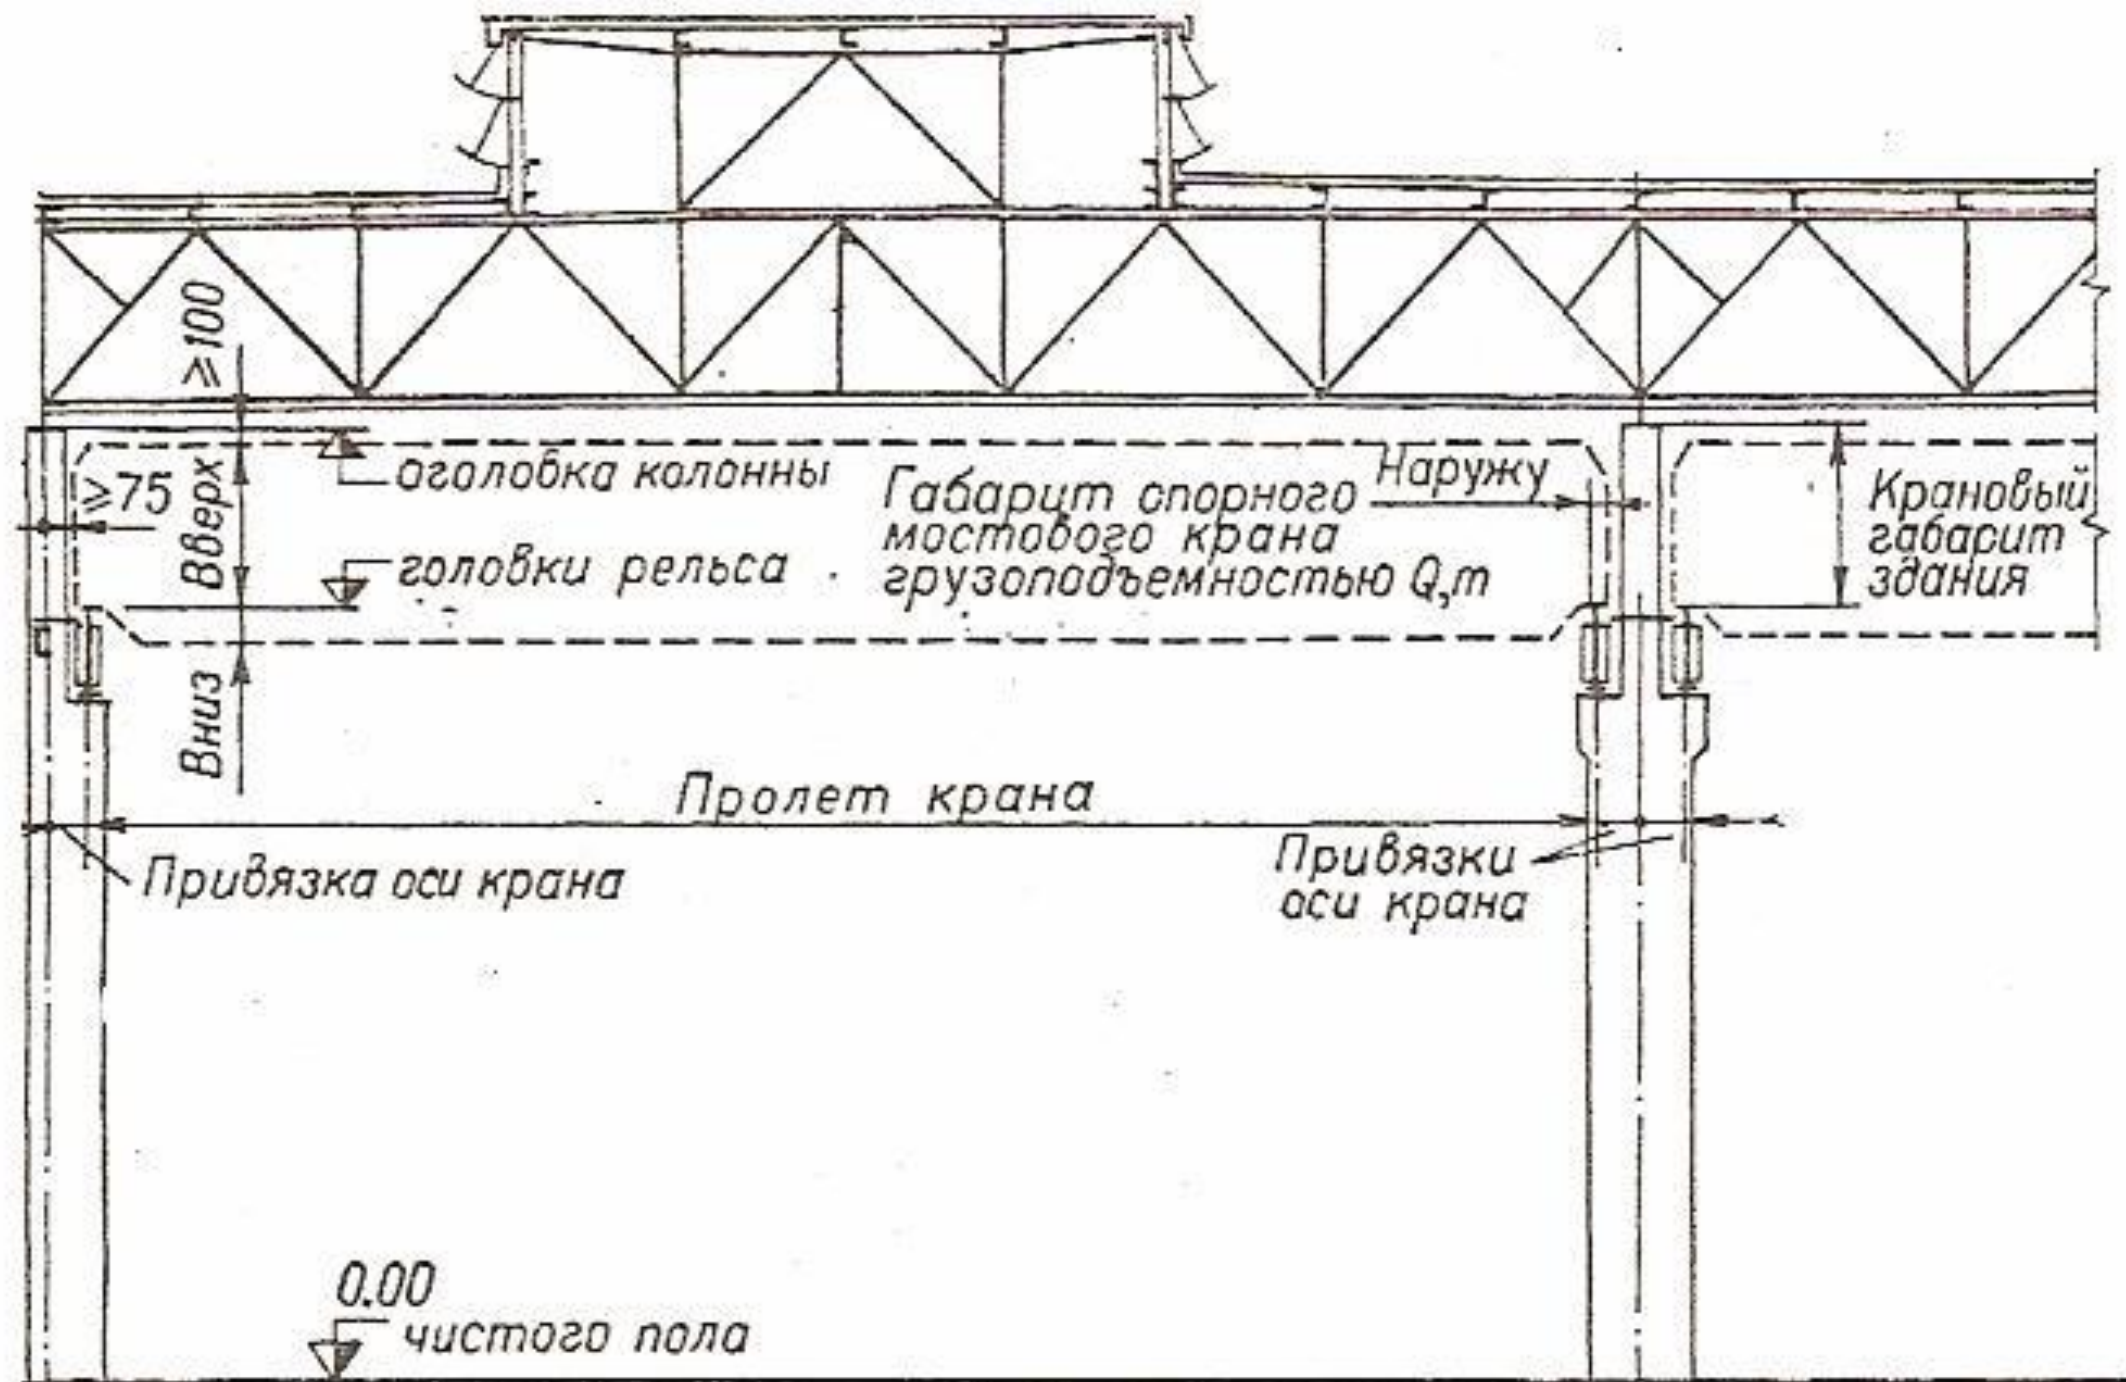 ≥100
Вверх
≥75
оголовка колонны
головки рельса
Габарит опорного
мостового крана
грузоподъемностью Q,т
Наружу
Крановый
габарит
здания
Вниз
Пролет крана
Привязка оси крана
Привязки
оси крана
0.00
чистого пола